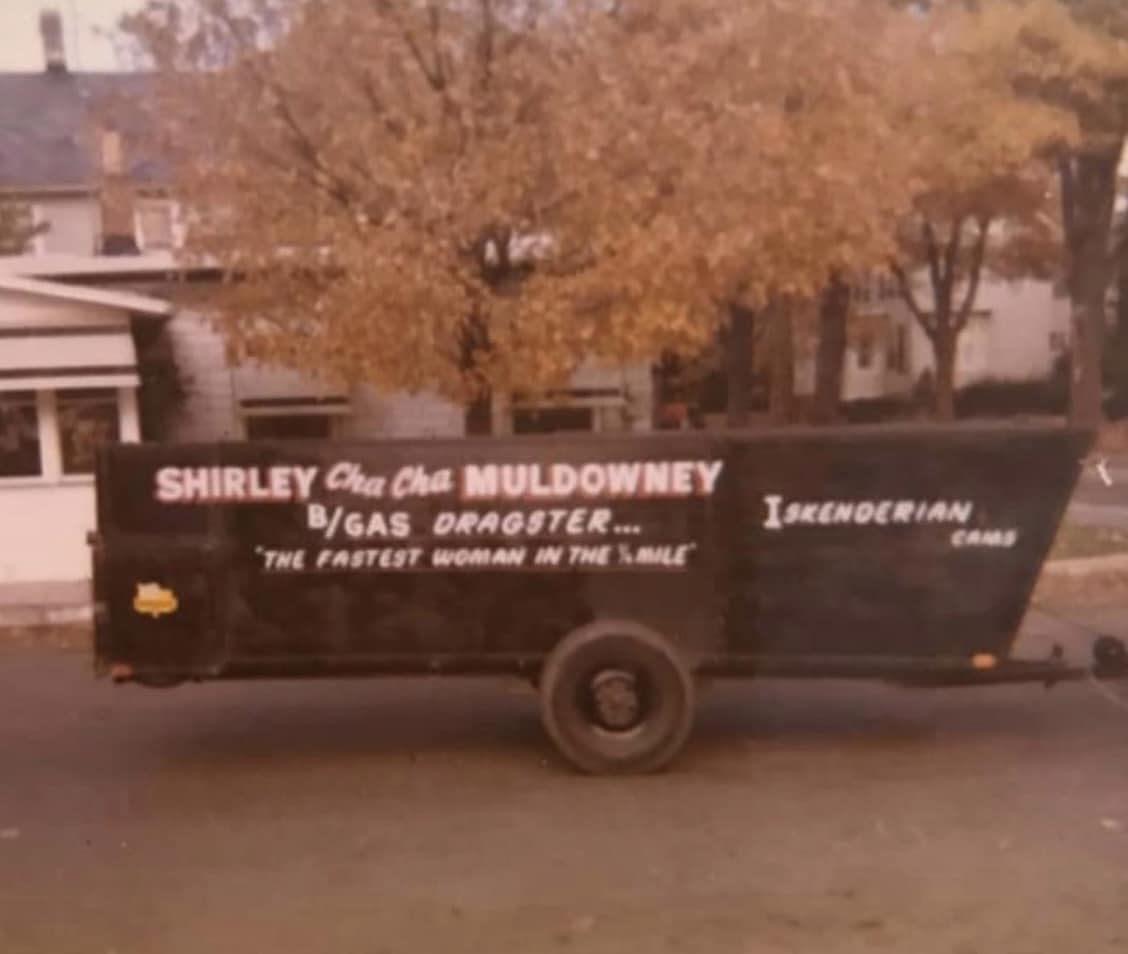 SHIRLEY Cha Cha MULDOWNEY
B/GAS DRAGSTER...
"THE FASTEST WOMAN IN THE ¼ MILE"
ISKENDERIAN
CAMS